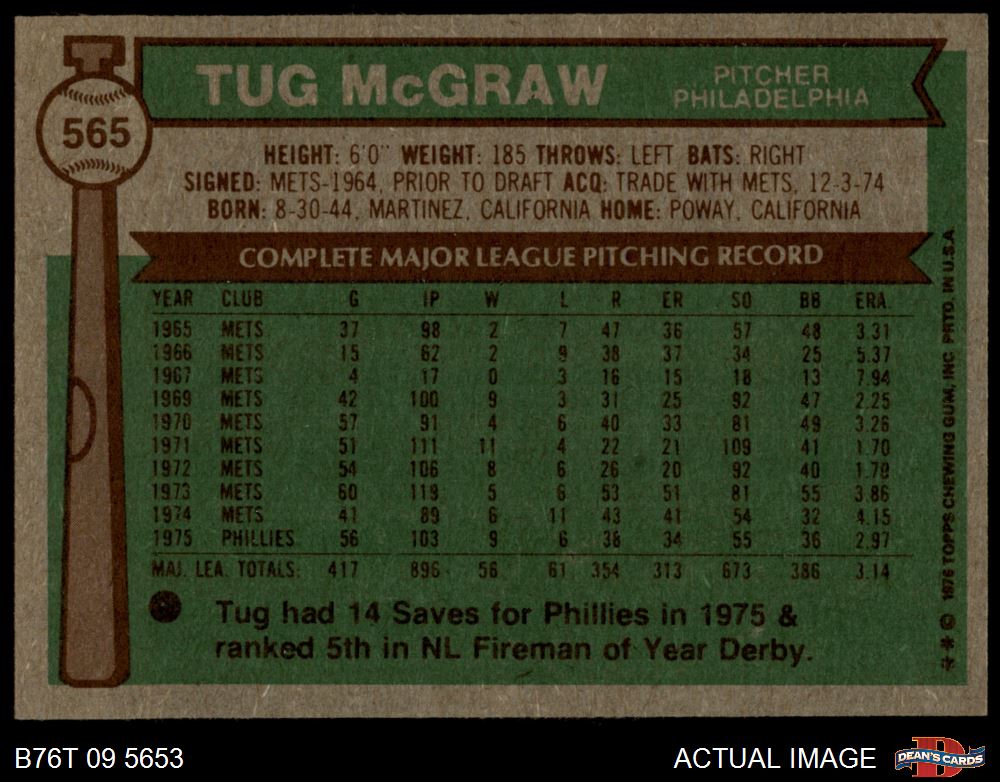 TUG McGRAW
PITCHER
PHILADELPHIA
565
HEIGHT: 6'0" WEIGHT: 185 THROWS: LEFT BATS: RIGHT
SIGNED: METS-1964, PRIOR TO DRAFT ACQ: TRADE WITH METS, 12-3-74
BORN: 8-30-44, MARTINEZ, CALIFORNIA HOME: POWAY, CALIFORNIA
COMPLETE MAJOR LEAGUE PITCHING RECORD
YEAR CLUB G IP W L R ER SO BB ERA.
1965 METS 37 98 2 7 47 36 57 48 3.31
1966 METS 15 62 2 9 38 37 34 25 5.37
1967 METS 4 17 0 3 16 15 18 13 7.94
1969 METS 42 100 9 3 31 25 92 47 2.25
1970 METS 57 91 4 6 40 33 81 49 3.26
1971 METS 51 111 11 4 22 21 109 41 1.70
1972 METS 54 106 8 6 26 20 92 40 1.70
1973 METS 60 119 5 6 53 51 81 55 3.86
1974 METS 41 89 6 11 43 41 54 32 4.15
1975 PHILLIES 56 103 9 6 38 34 55 36 2.97
MAJ. LEA. TOTALS: 417 896 56 61 354 313 673 386 3.14
Tug had 14 Saves for Phillies in 1975 &
ranked 5th in NL Fireman of Year Derby.
** © 1976 TOPPS CHEWING GUM, INC. PRTD. IN U.S.A.
B76T 09 5653
ACTUAL IMAGE
DEAN'S CARDS